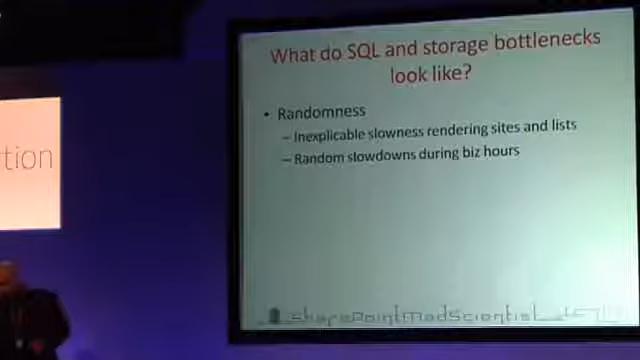 What do SQL and storage bottlenecks
look like?
• Randomness
– Inexplicable slowness rendering sites and lists
– Random slowdowns during biz hours
SharePointMadScientist
tion